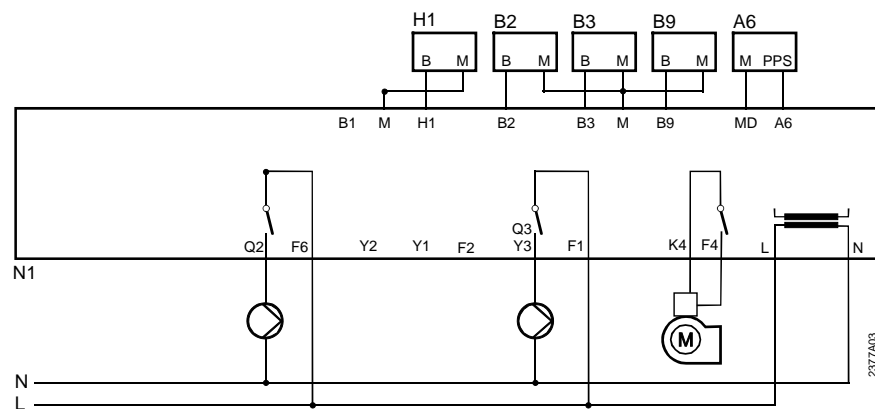 H1 B2 B3 B9 A6
B M B M B M B M M PPS
B1 M H1 B2 B3 M B9 MD A6
Q3
Q2 F6 Y2 Y1 F2 Y3 F1 K4 F4 L N
N1
M
2377A03
N
L